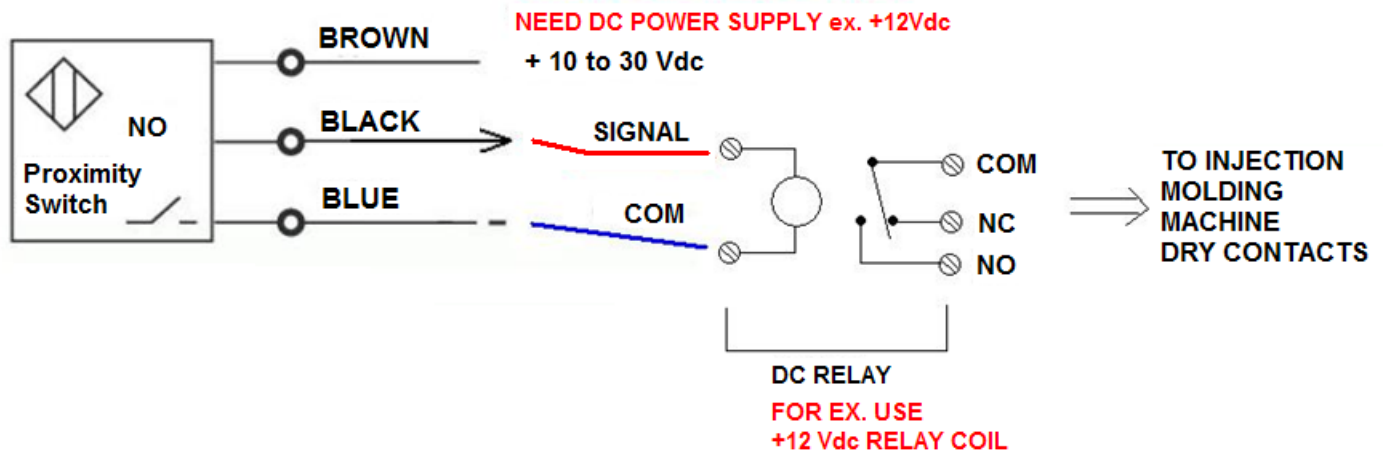 NEED DC POWER SUPPLY ex. +12Vdc
BROWN
+ 10 to 30 Vdc
NO
BLACK
SIGNAL
Proximity
Switch
BLUE
COM
COM
NC
NO
TO INJECTION
MOLDING
MACHINE
DRY CONTACTS
DC RELAY
FOR EX. USE
+12 Vdc RELAY COIL